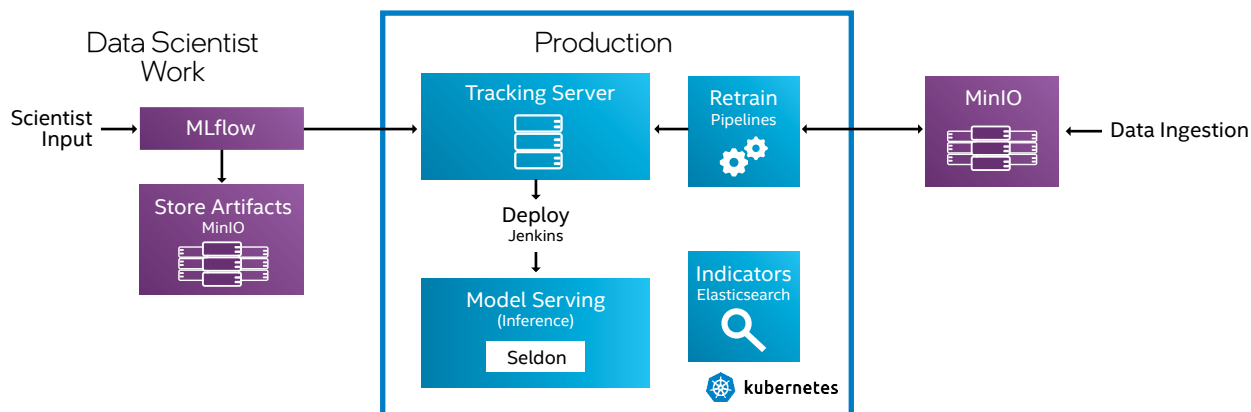 Data Scientist
Work
Scientist
Input
MLflow
Store Artifacts
MinIO
Production
Tracking Server
Retrain
Pipelines
Deploy
Jenkins
Model Serving
(Inference)
Seldon
Indicators
Elasticsearch
kubernetes
MinIO
Data Ingestion